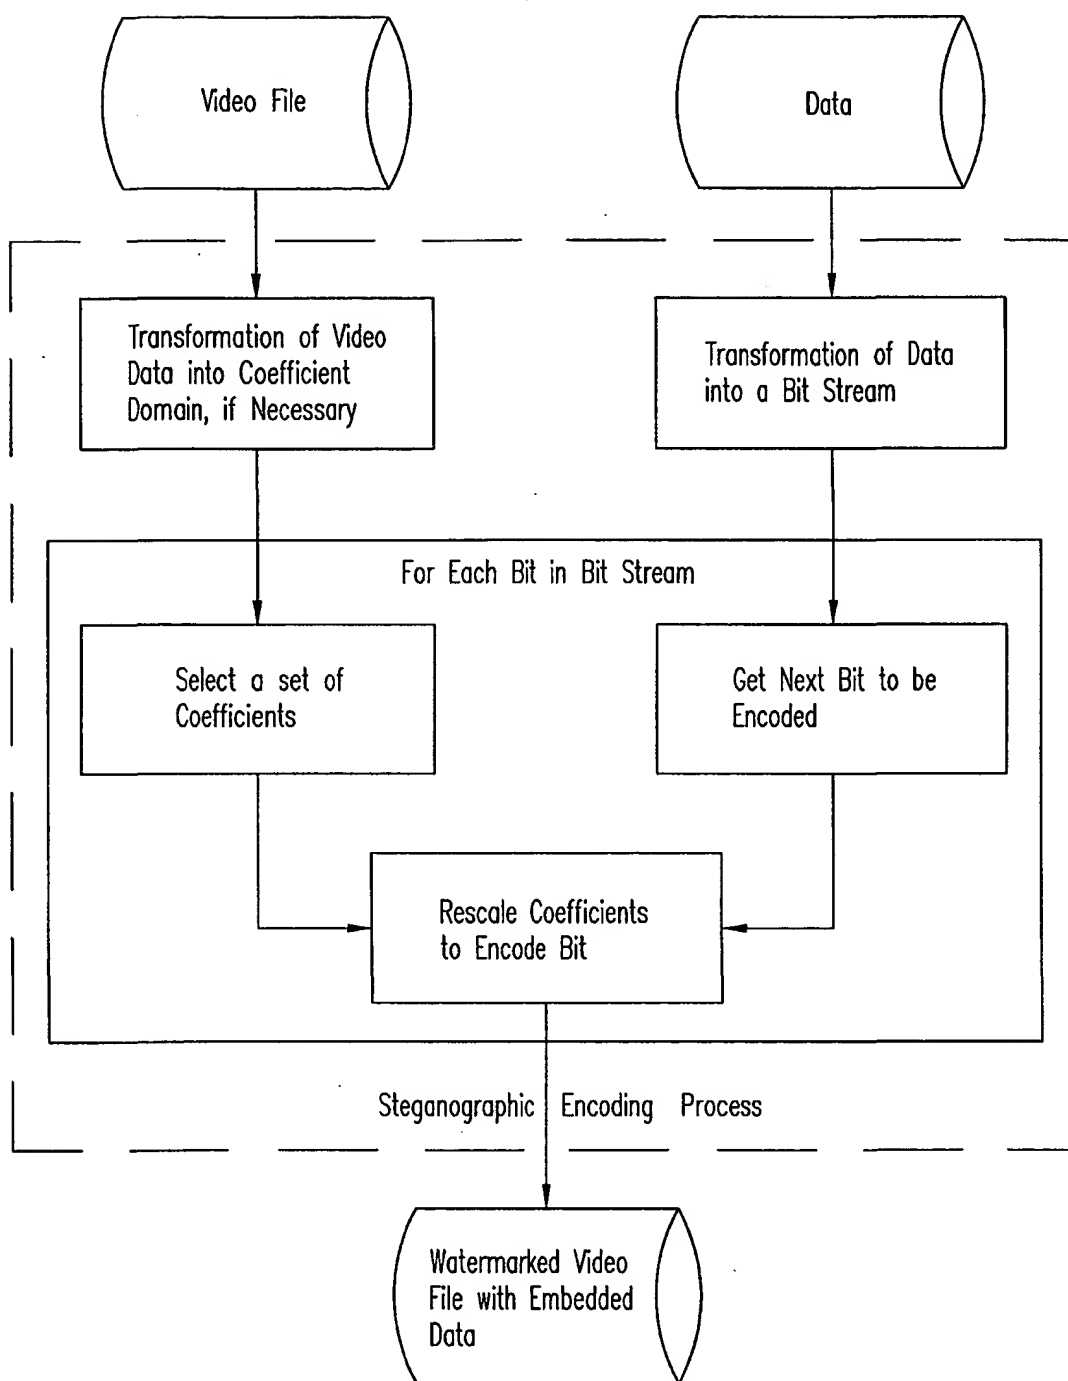 Video File
Data
Transformation of Video
Data into Coefficient
Domain, if Necessary
Transformation of Data
into a Bit Stream
For Each Bit in Bit Stream
Select a set of
Coefficients
Get Next Bit to be
Encoded
Rescale Coefficients
to Encode Bit
Steganographic Encoding Process
Watermarked Video
File with Embedded
Data